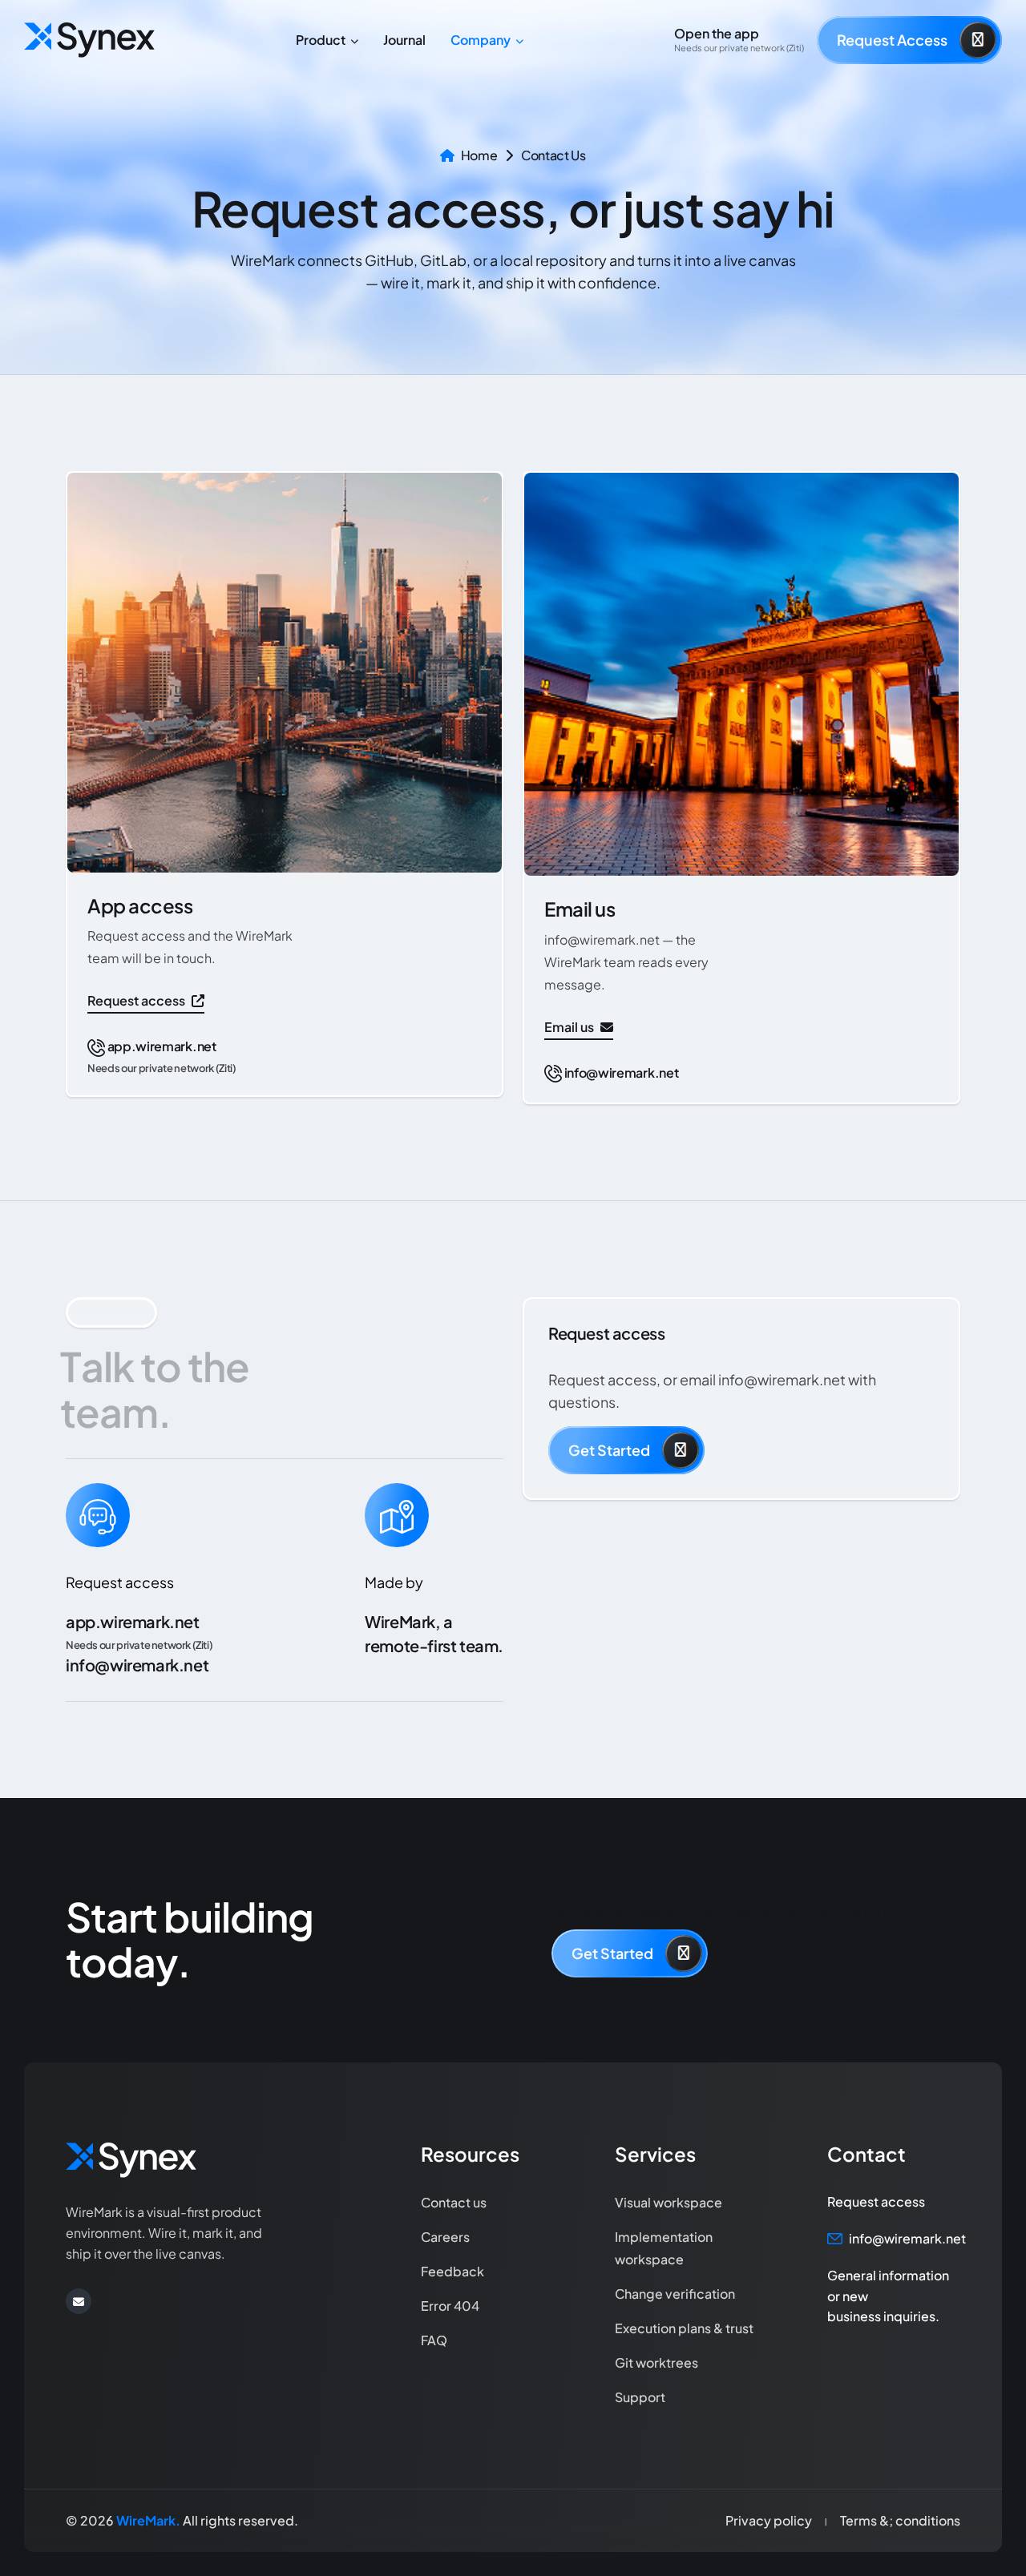 Synex
Product
Journal
Company
Open the app
Needs our private network (Ziti)
Request Access
Home
Contact Us
Request access, or just say hi
WireMark connects GitHub, GitLab, or a local repository and turns it into a live canvas
— wire it, mark it, and ship it with confidence.
App access
Request access and the WireMark
team will be in touch.
Request access
app.wiremark.net
Needs our private network (Ziti)
Email us
info@wiremark.net — the
WireMark team reads every
message.
Email us
info@wiremark.net
Talk to the
team.
Request access
app.wiremark.net
Needs our private network (Ziti)
info@wiremark.net
Made by
WireMark, a
remote-first team.
Request access
Request access, or email info@wiremark.net with
questions.
Get Started
Start building
today.
Get Started
Synex
WireMark is a visual-first product
environment. Wire it, mark it, and
ship it over the live canvas.
Resources
Contact us
Careers
Feedback
Error 404
FAQ
Services
Visual workspace
Implementation
workspace
Change verification
Execution plans & trust
Git worktrees
Support
Contact
Request access
info@wiremark.net
General information
or new
business inquiries.
© 2026 WireMark. All rights reserved.
Privacy policy
Terms &; conditions